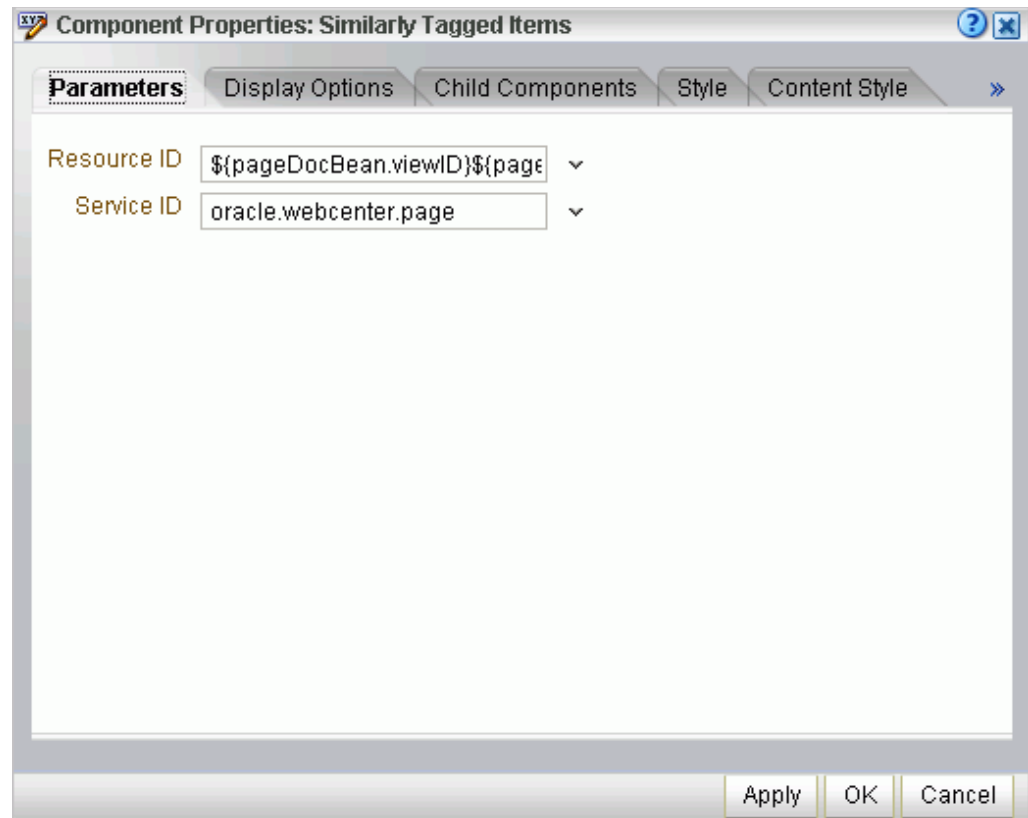 Component Properties: Similarly Tagged Items
Parameters Display Options Child Components Style Content Style »
Resource ID ${pageDocBean.viewID}${page
Service ID oracle.webcenter.page
Apply OK Cancel